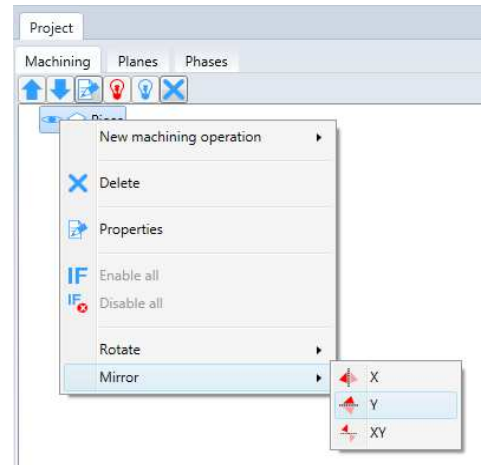 Project
Machining Planes Phases
New machining operation
Delete
Properties
IF Enable all
IF Disable all
Rotate
Mirror
X
Y
XY